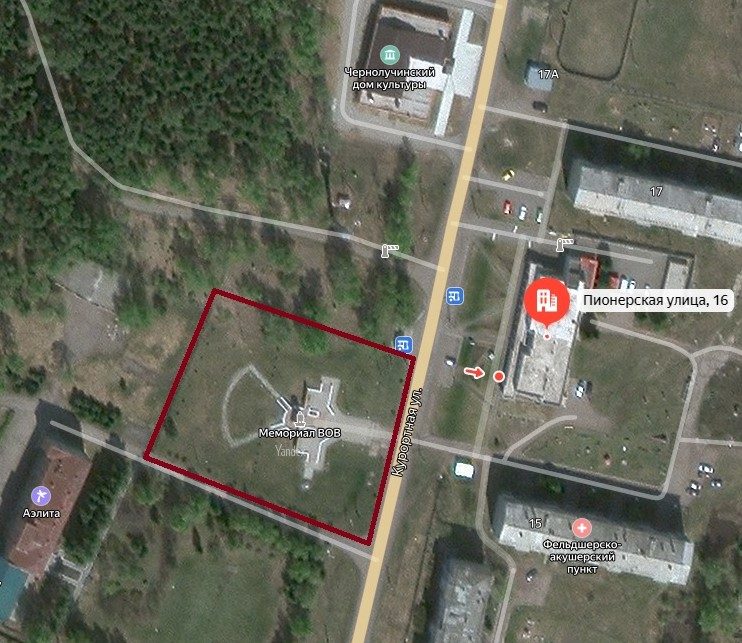 Чернолучинский
дом культуры
17А
17
Пионерская улица, 16
Курортная ул.
Мемориал ВОВ
Аэлита
15
Фельдшерско-
акушерский
пункт